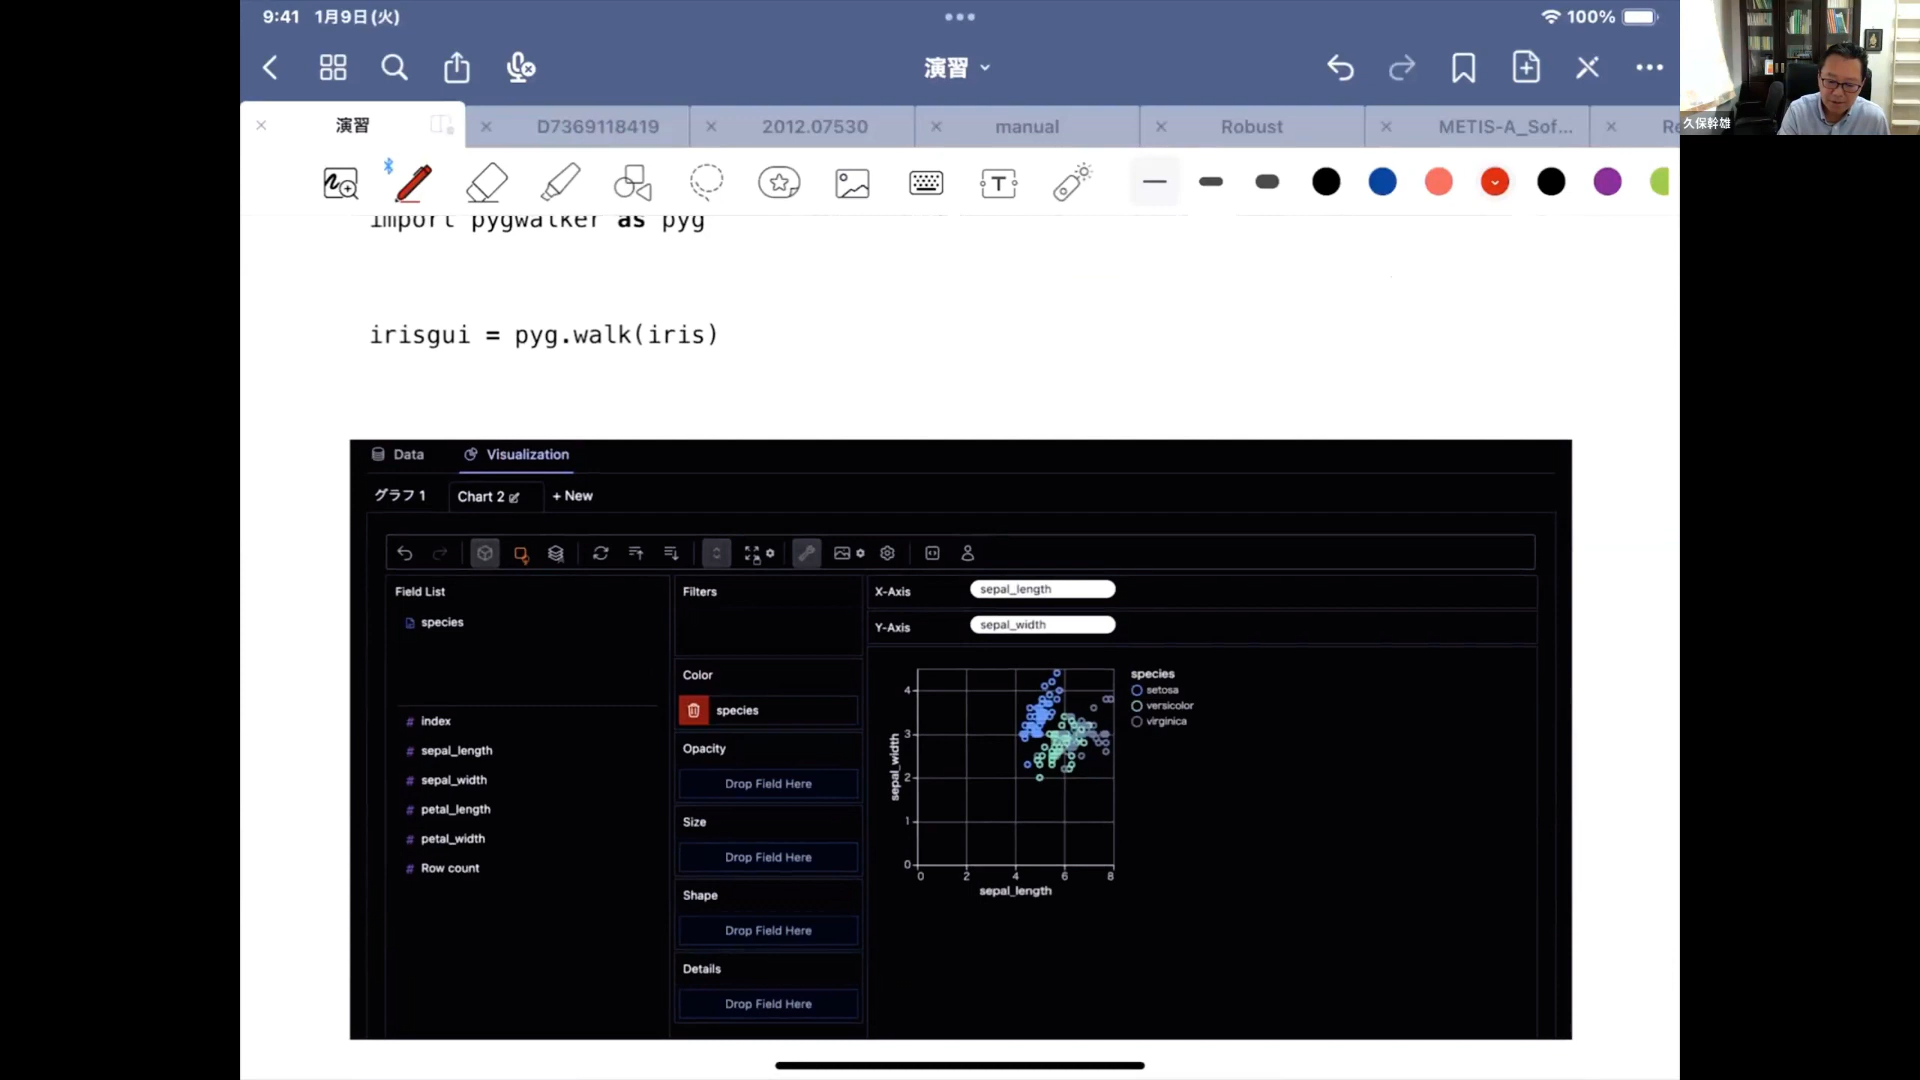 9:41 1月9日(火)
100%
演習
演習
D7369118419
2012.07530
manual
Robust
METIS-A_Sof...
久保幹雄
T
import pygwalker as pyg
irisgui = pyg.walk(iris)
Data
Visualization
グラフ 1
Chart 2
+ New
Field List
species
# index
# sepal_length
# sepal_width
# petal_length
# petal_width
# Row count
Filters
Color
species
Opacity
Drop Field Here
Size
Drop Field Here
Shape
Drop Field Here
Details
Drop Field Here
X-Axis
sepal_length
Y-Axis
sepal_width
4
3
2
1
0
sepal_width
0 2 4 6 8
sepal_length
species
setosa
versicolor
virginica